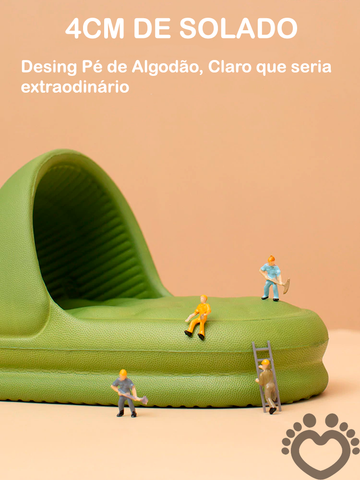 4CM DE SOLADO
Desing Pé de Algodão, Claro que seria
extraodinário